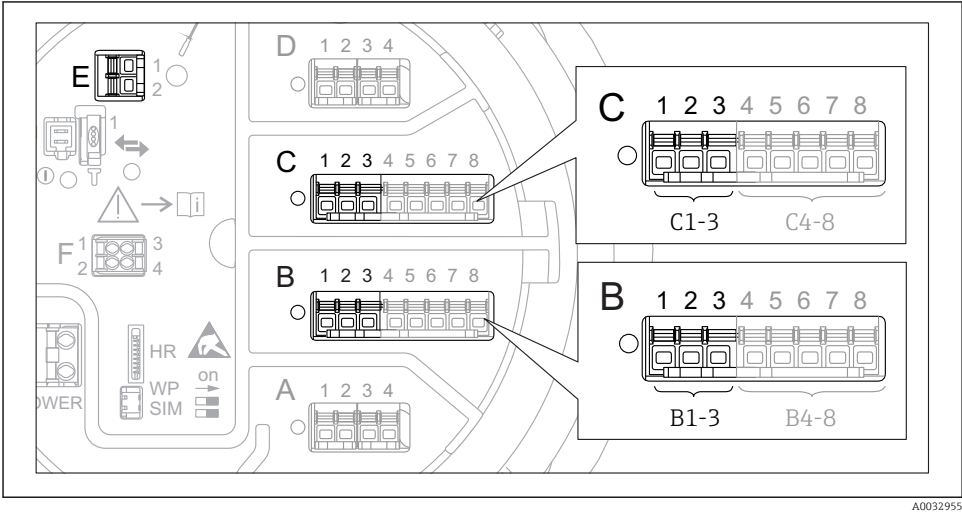 D 1 2 3 4
E 1
2
1
C 1 2 3 4 5 6 7 8
C 1 2 3 4 5 6 7 8
C1-3 C4-8
i
F 1 3
2 4
B 1 2 3 4 5 6 7 8
B 1 2 3 4 5 6 7 8
B1-3 B4-8
HR
on
WP
SIM
OWER
A 1 2 3 4
A0032955